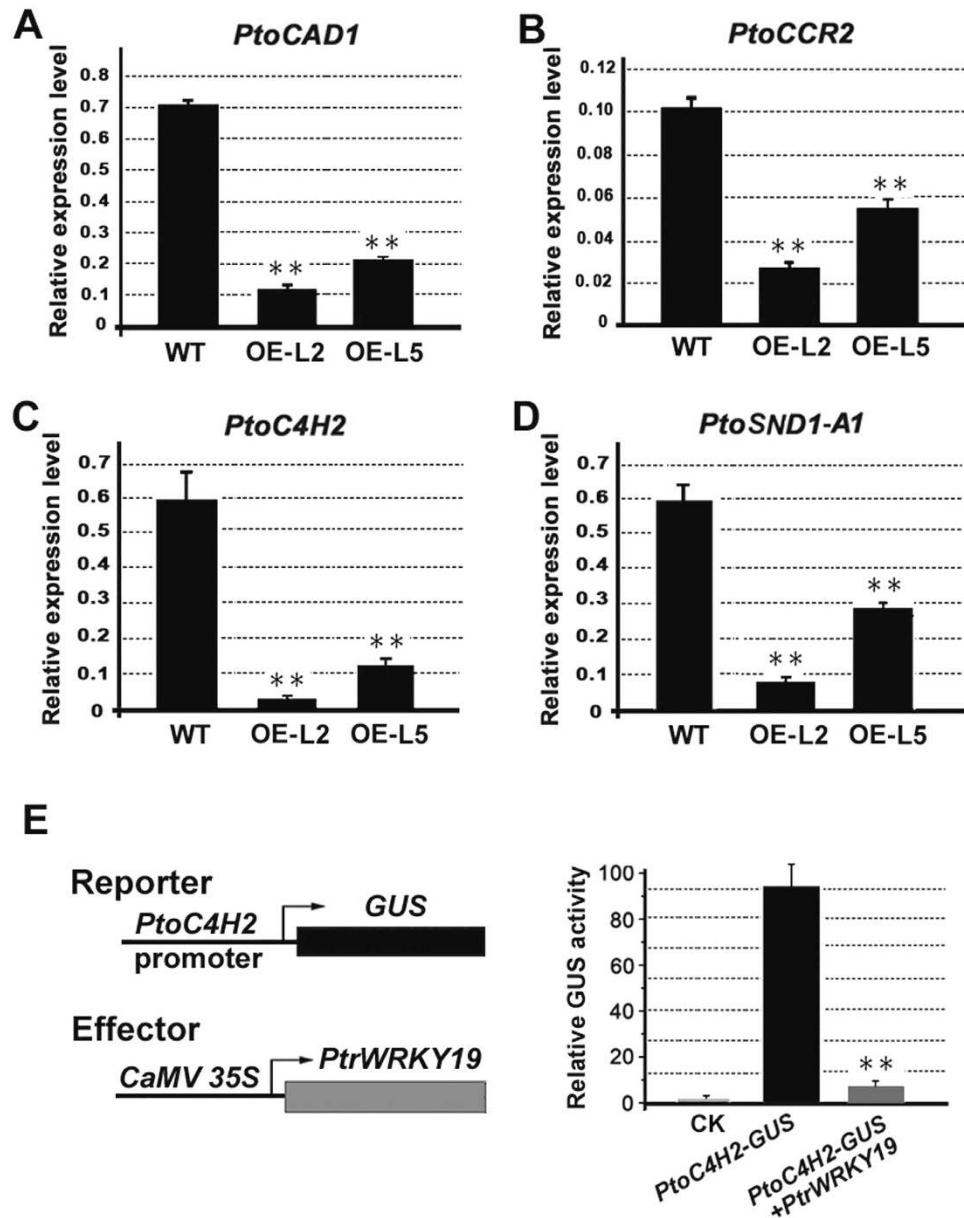 A
PtoCAD1
Relative expression level
0.8
0.7
0.6
0.5
0.4
0.3
0.2
0.1
0
**
**
WT OE-L2 OE-L5
B
PtoCCR2
Relative expression level
0.12
0.10
0.08
0.06
0.04
0.02
0
**
**
WT OE-L2 OE-L5
C
PtoC4H2
Relative expression level
0.7
0.6
0.5
0.4
0.3
0.2
0.1
0
**
**
WT OE-L2 OE-L5
D
PtoSND1-A1
Relative expression level
0.7
0.6
0.5
0.4
0.3
0.2
0.1
0
**
**
WT OE-L2 OE-L5
E
Reporter
PtoC4H2
promoter
GUS
Effector
CaMV 35S
PtrWRKY19
Relative GUS activity
100
80
60
40
20
0
**
CK
PtoC4H2-GUS
PtoC4H2-GUS
+PtrWRKY19